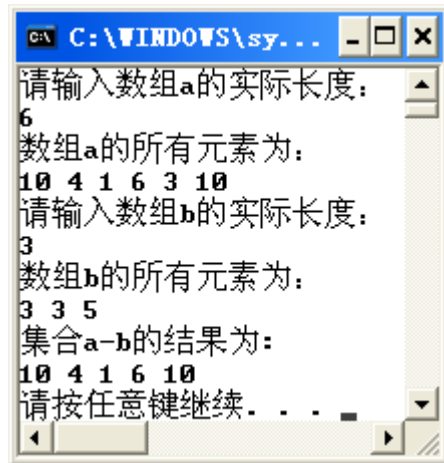 C:\WINDOWS\sy...
请输入数组a的实际长度:
6
数组a的所有元素为:
10 4 1 6 3 10
请输入数组b的实际长度:
3
数组b的所有元素为:
3 3 5
集合a-b的结果为:
10 4 1 6 10
请按任意键继续. . .